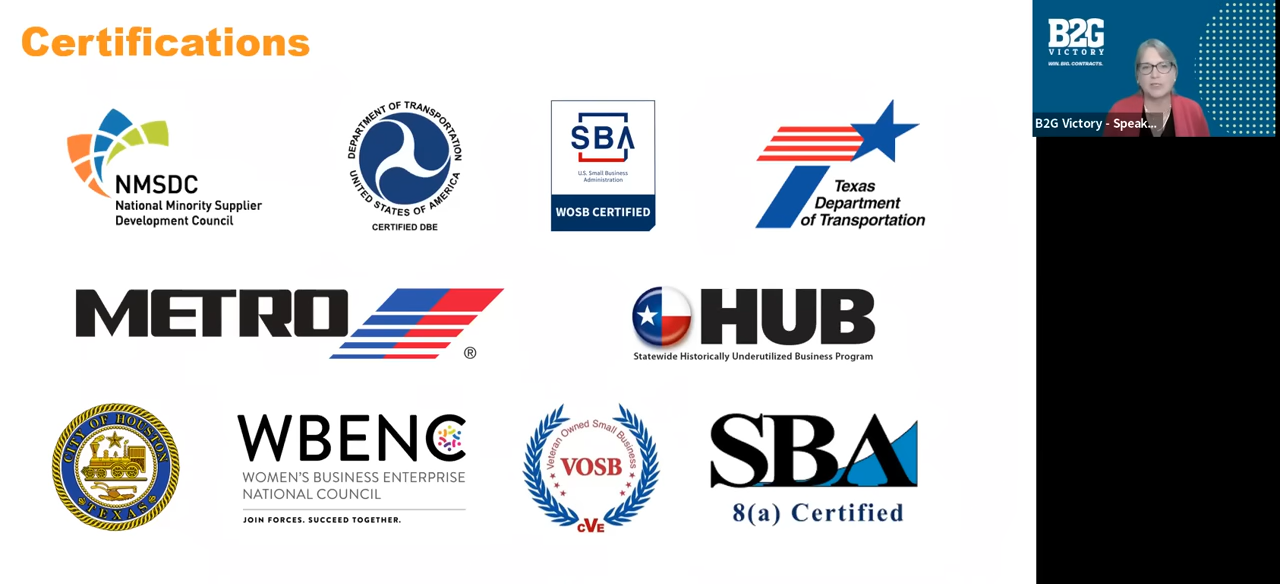 Certifications
B2G
VICTORY
WIN. BIG. CONTRACTS.
B2G Victory - Speak...
NMSDC
National Minority Supplier
Development Council
DEPARTMENT OF TRANSPORTATION
UNITED STATES OF AMERICA
CERTIFIED DBE
SBA
U.S. Small Business
Administration
WOSB CERTIFIED
Texas
Department
of Transportation
METRO
®
HUB
Statewide Historically Underutilized Business Program
CITY OF HOUSTON
TEXAS
WBENC
WOMEN'S BUSINESS ENTERPRISE
NATIONAL COUNCIL
JOIN FORCES. SUCCEED TOGETHER.
Veteran Owned Small Business
VOSB
CVE
SBA
8(a) Certified